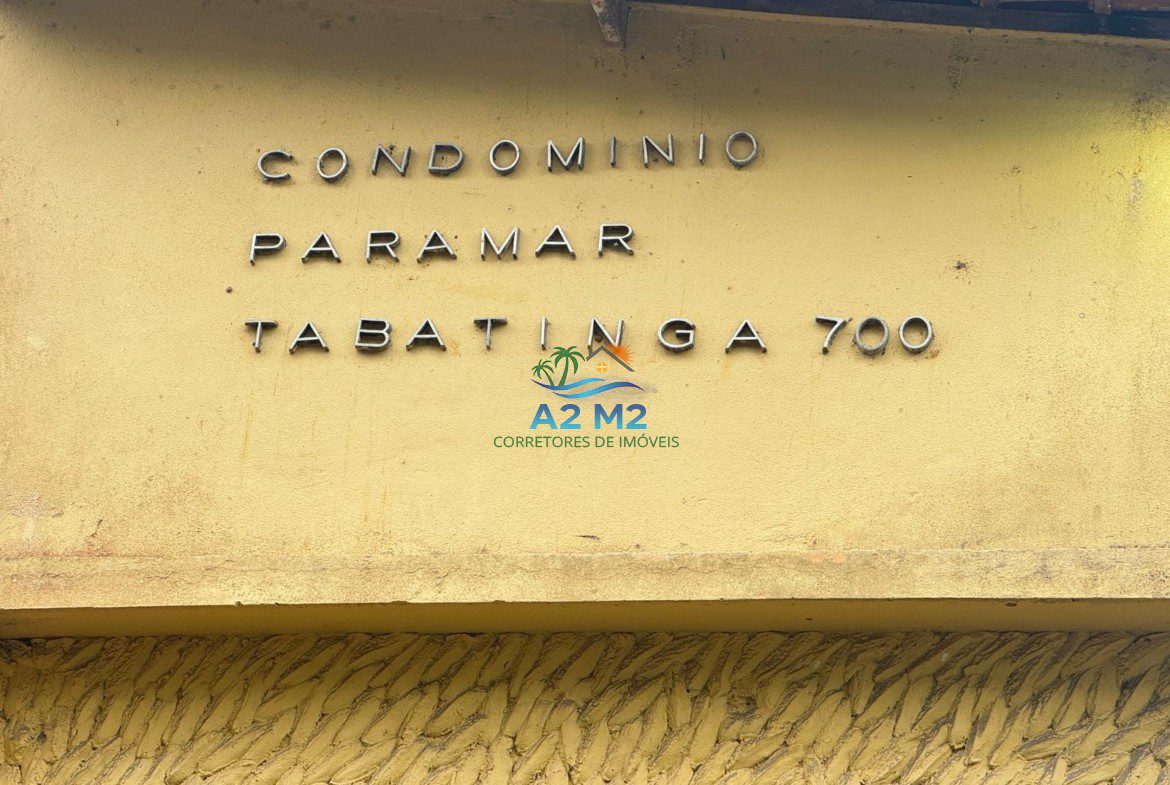 CONDOMINIO
PARAMAR
TABATINGA 700
A2 M2
CORRETORES DE IMÓVEIS